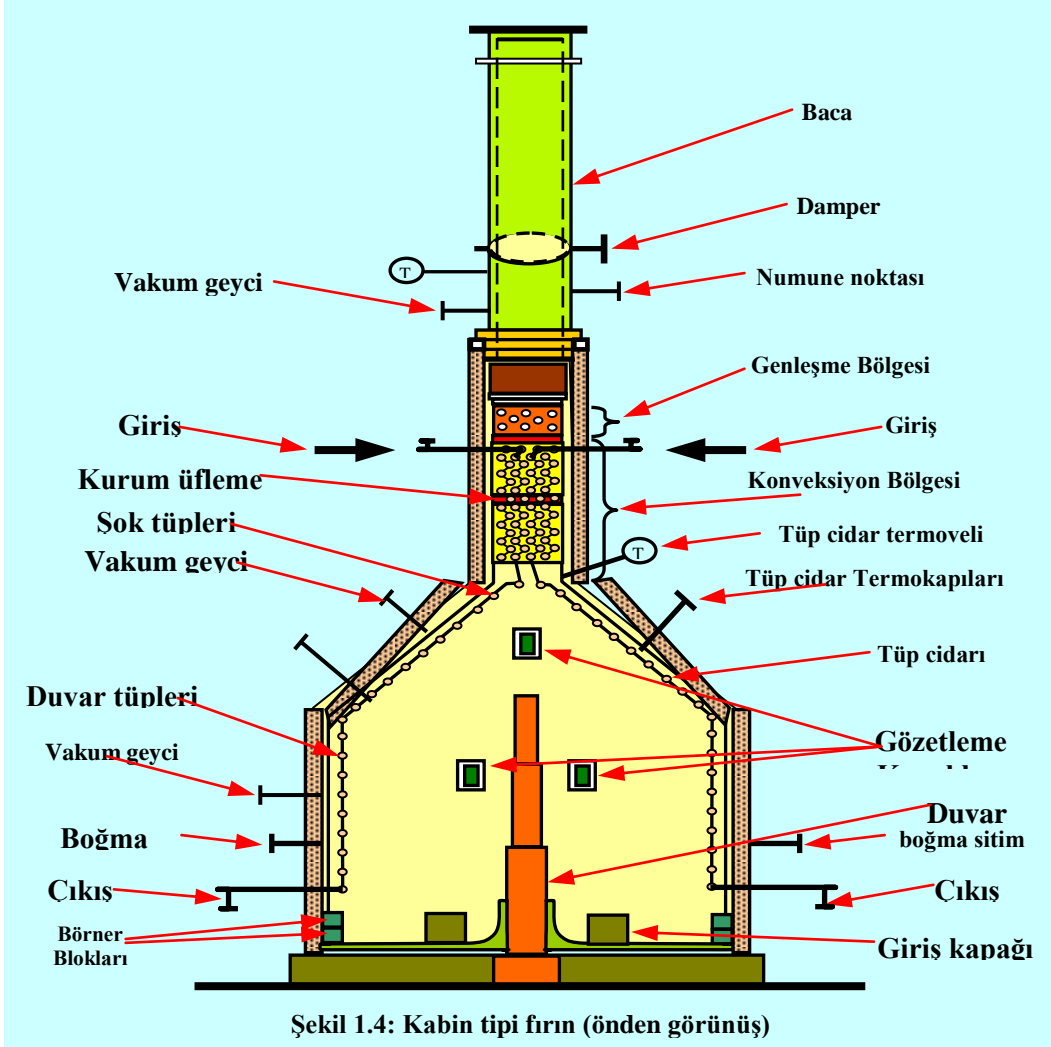 Baca
Damper
T
Vakum geyci
Numune noktası
Genleşme Bölgesi
Giriş
Giriş
Kurum üfleme
Konveksiyon Bölgesi
Şok tüpleri
Tüp cidar termoveli
T
Vakum geyci
Tüp cidar Termokapıları
Tüp cidarı
Duvar tüpleri
Gözetleme
Vakum geyci
Duvar
Boğma
boğma sitim
Çıkış
Çıkış
Börner
Blokları
Giriş kapağı
Şekil 1.4: Kabin tipi fırın (önden görünüş)